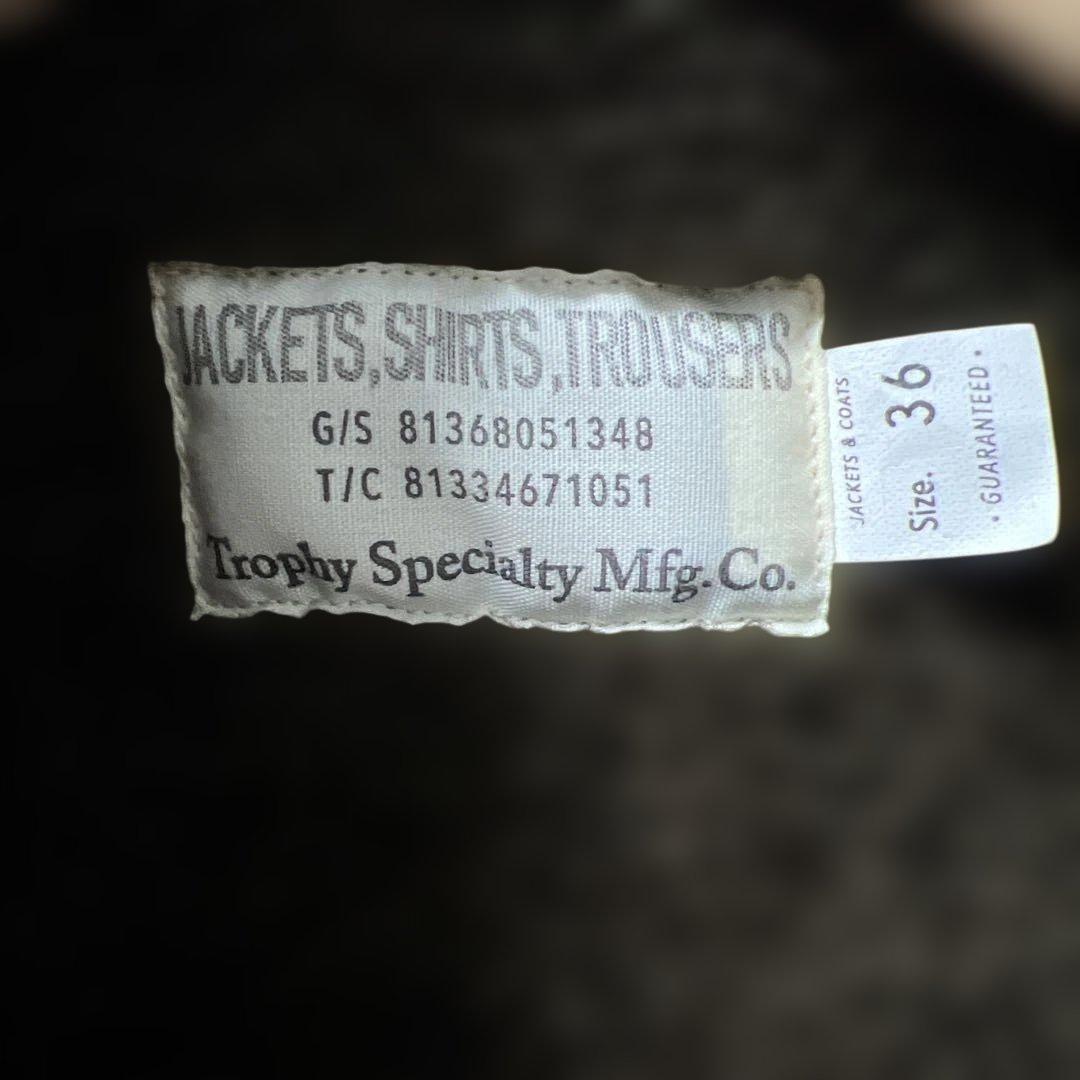 JACKETS,SHIRTS,TROUSERS
G/S 81368051348
T/C 81334671051
Trophy Specialty Mfg.Co.
JACKETS & COATS
Size. 36
• GUARANTEED •